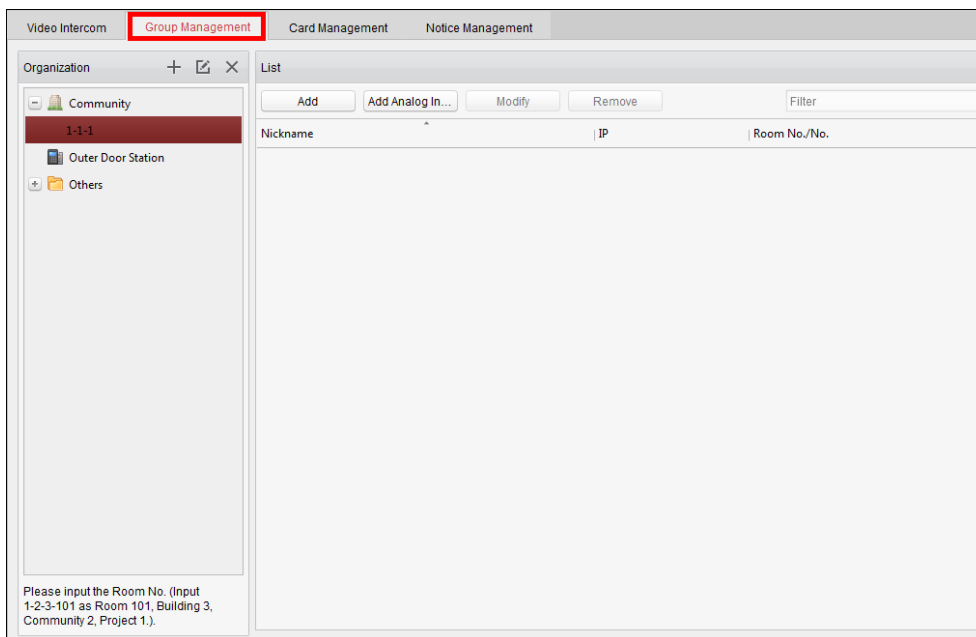 Video Intercom
Group Management
Card Management
Notice Management
Organization
List
Community
1-1-1
Outer Door Station
Others
Add
Add Analog In...
Modify
Remove
Filter
Nickname
IP
Room No./No.
Please input the Room No. (Input
1-2-3-101 as Room 101, Building 3,
Community 2, Project 1.).